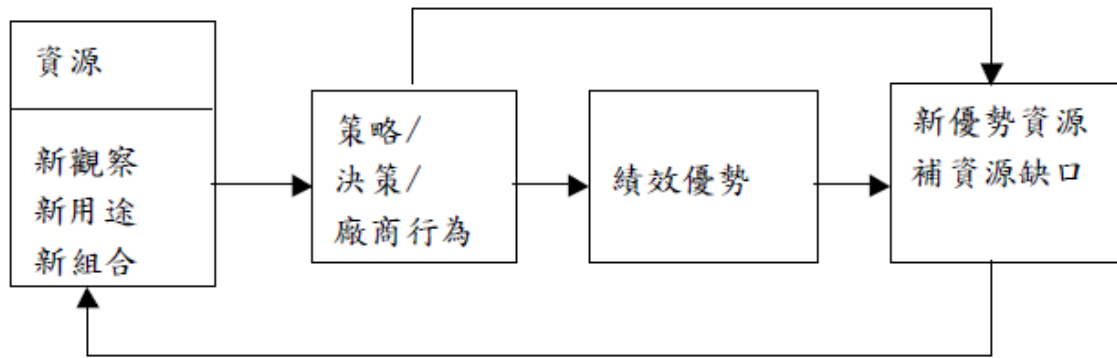 資源
新觀察
新用途
新組合
策略/
決策/
廠商行為
績效優勢
新優勢資源
補資源缺口